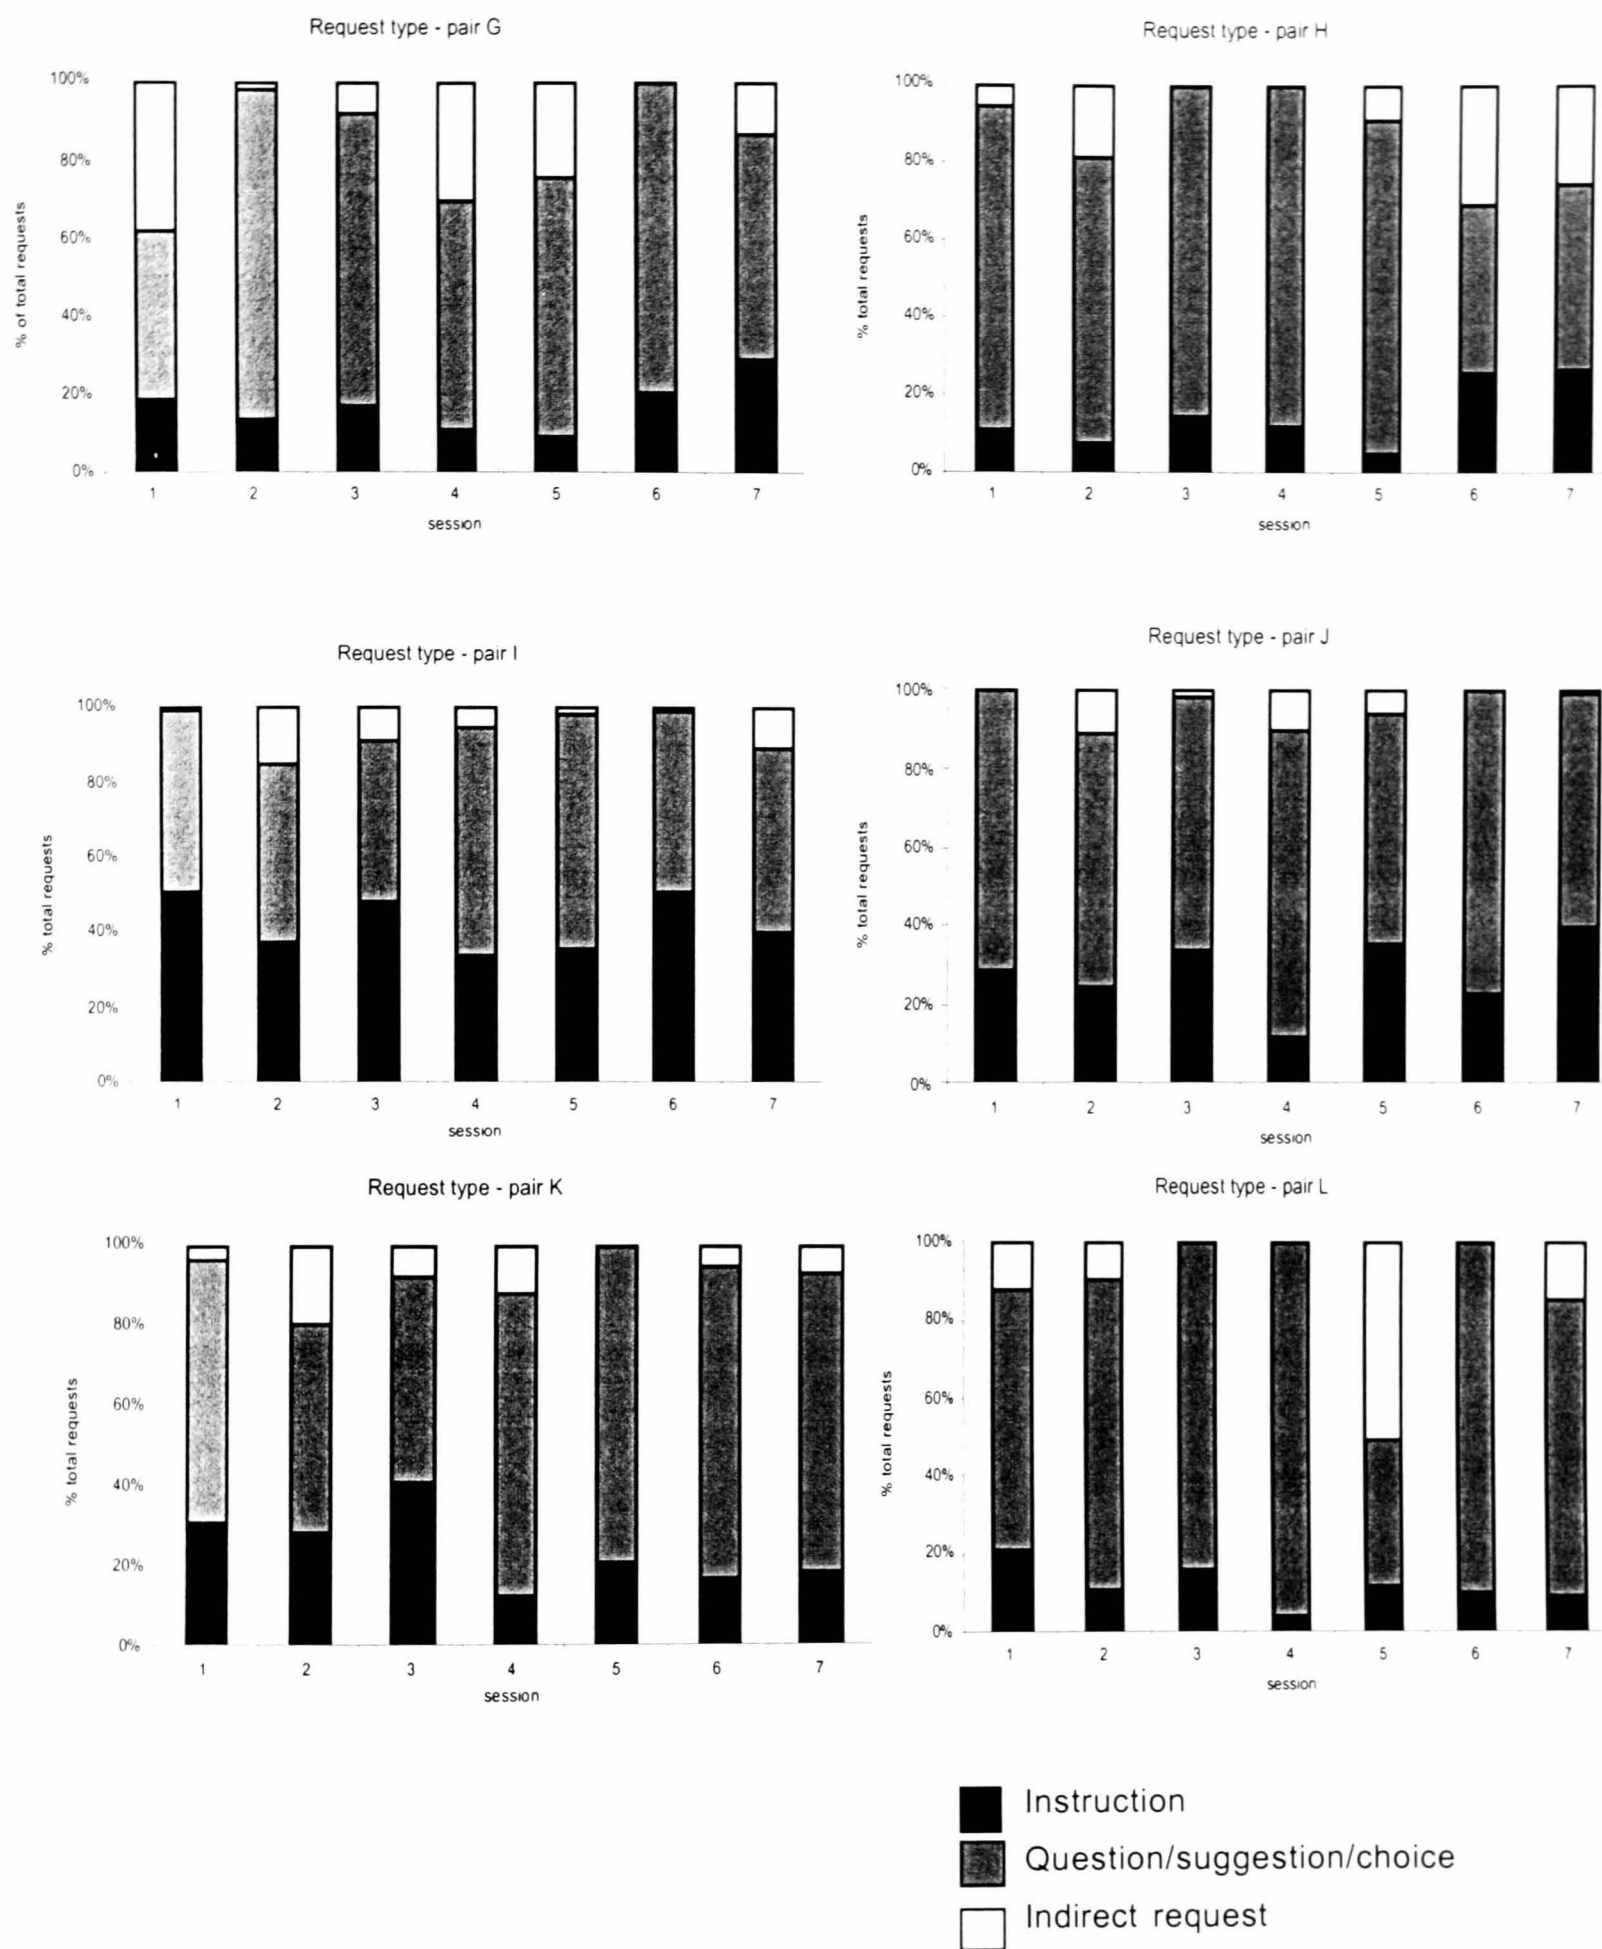 Request type - pair G
% of total requests
100%
80%
60%
40%
20%
0%
1 2 3 4 5 6 7
session
Request type - pair H
% total requests
100%
80%
60%
40%
20%
0%
1 2 3 4 5 6 7
session
Request type - pair I
% total requests
100%
80%
60%
40%
20%
0%
1 2 3 4 5 6 7
session
Request type - pair J
% total requests
100%
80%
60%
40%
20%
0%
1 2 3 4 5 6 7
session
Request type - pair K
% total requests
100%
80%
60%
40%
20%
0%
1 2 3 4 5 6 7
session
Request type - pair L
% total requests
100%
80%
60%
40%
20%
0%
1 2 3 4 5 6 7
session
Instruction
Question/suggestion/choice
Indirect request